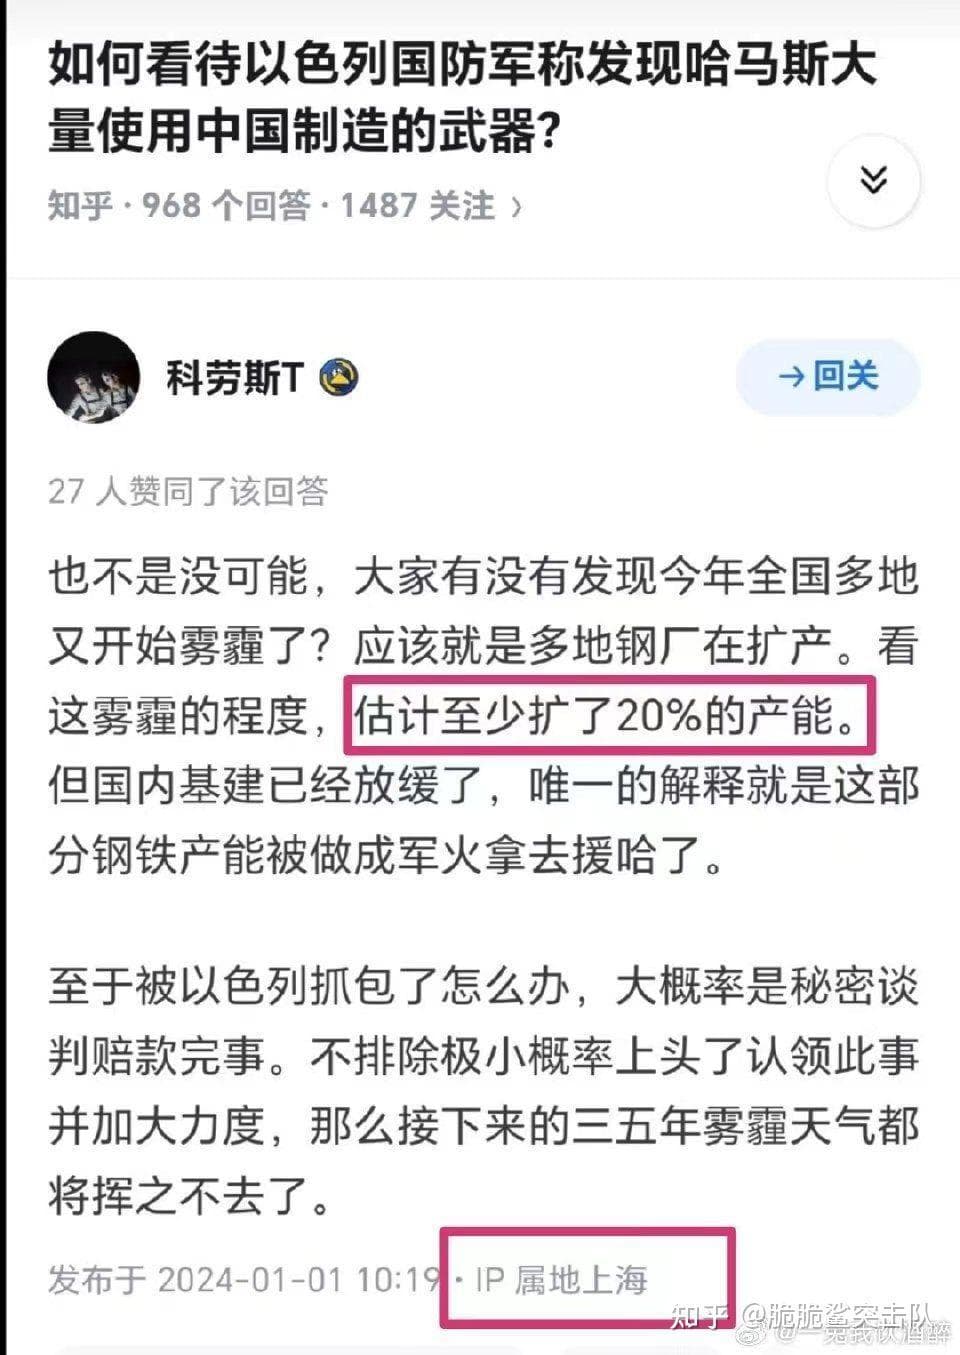 如何看待以色列国防军称发现哈马斯大
量使用中国制造的武器？
知乎 · 968 个回答 · 1487 关注 >
科劳斯T
→回关
27 人赞同了该回答
也不是没可能，大家有没有发现今年全国多地
又开始雾霾了？应该就是多地钢厂在扩产。看
这雾霾的程度，估计至少扩了20%的产能。
但国内基建已经放缓了，唯一的解释就是这部
分钢铁产能被做成军火拿去援哈了。
至于被以色列抓包了怎么办，大概率是秘密谈
判赔款完事。不排除极小概率上头了认领此事
并加大力度，那么接下来的三五年雾霾天气都
将挥之不去了。
发布于 2024-01-01 10:19 · IP 属地上海
知乎 @脆脆鲨突击队